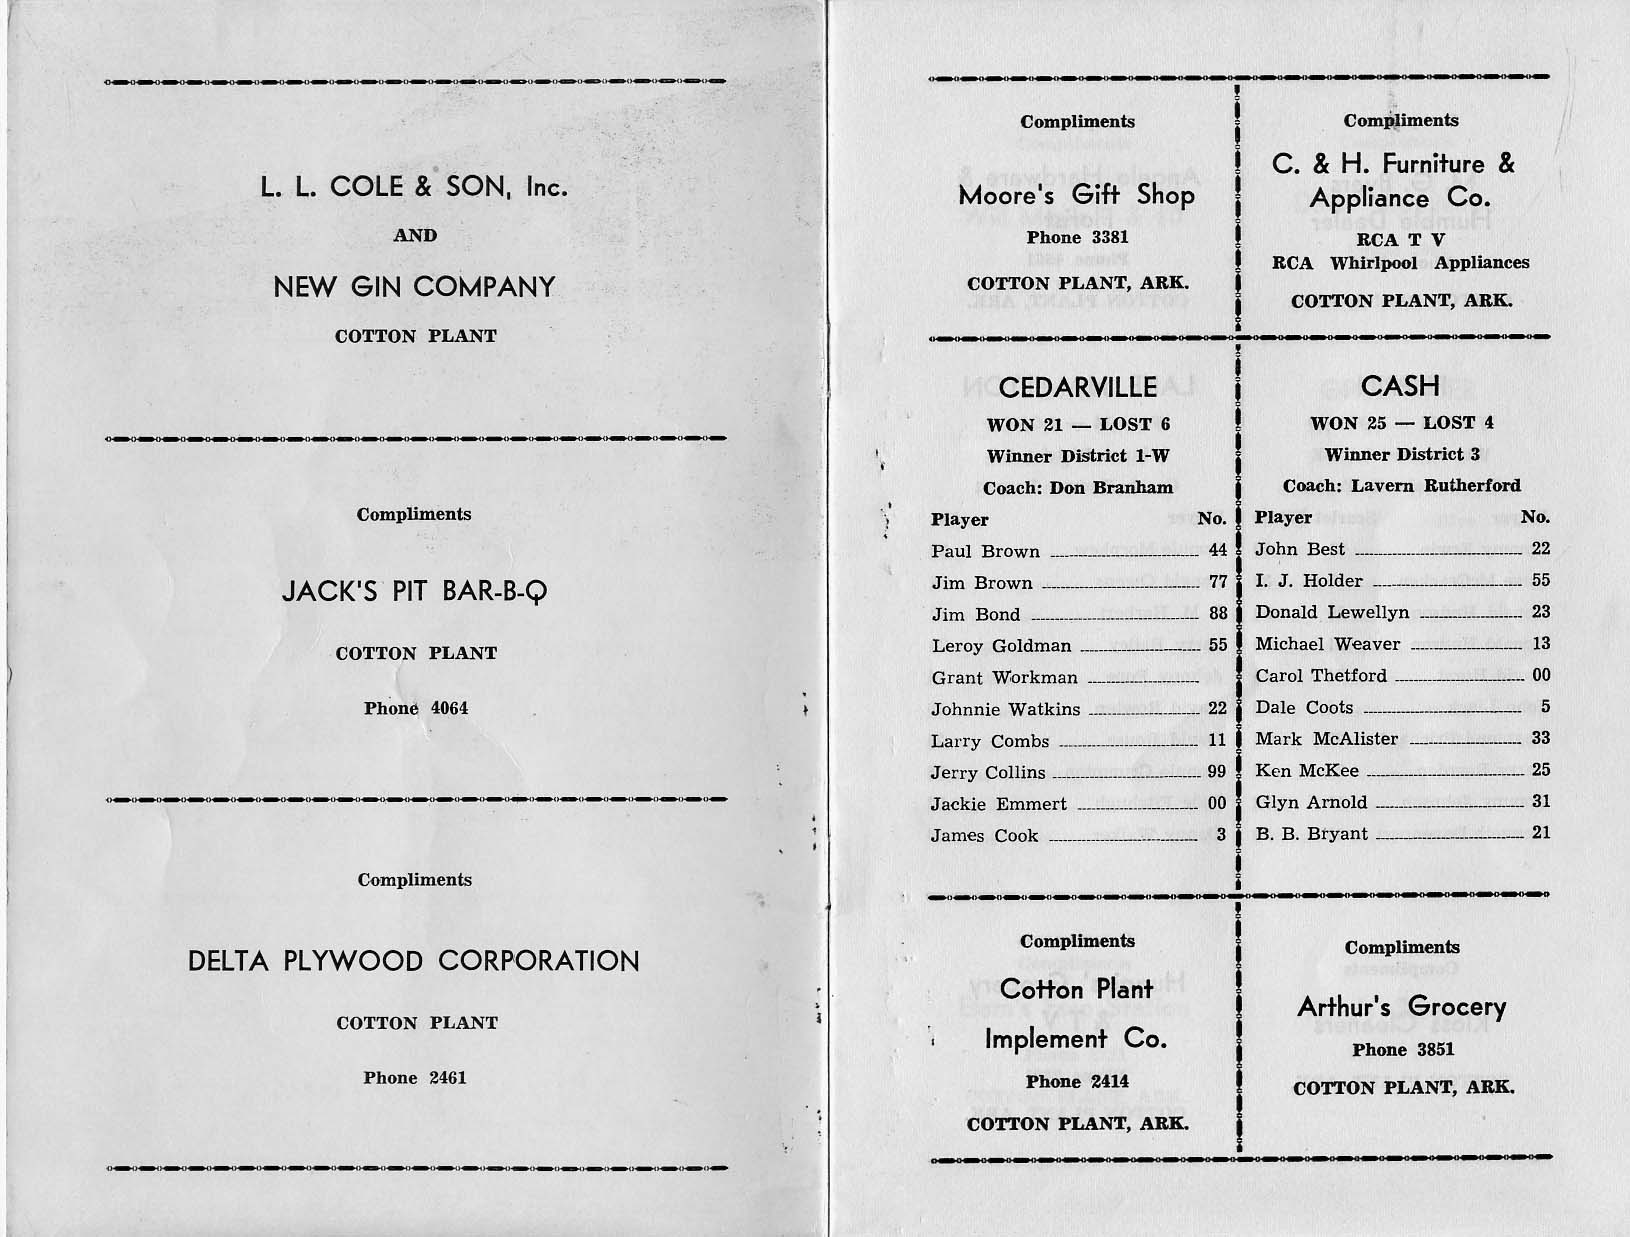 L. L. COLE & SON, Inc.
AND
NEW GIN COMPANY
COTTON PLANT
Compliments
JACK'S PIT BAR-B-Q
COTTON PLANT
Phone 4064
Compliments
DELTA PLYWOOD CORPORATION
COTTON PLANT
Phone 2461
Compliments
Moore's Gift Shop
Phone 3381
COTTON PLANT, ARK.
Compliments
C. & H. Furniture &
Appliance Co.
RCA T V
RCA Whirlpool Appliances
COTTON PLANT, ARK.
CEDARVILLE
WON 21 — LOST 6
Winner District 1-W
Coach: Don Branham
Player No.
Paul Brown 44
Jim Brown 77
Jim Bond 88
Leroy Goldman 55
Grant Workman
Johnnie Watkins 22
Larry Combs 11
Jerry Collins 99
Jackie Emmert 00
James Cook 3
CASH
WON 25 — LOST 4
Winner District 3
Coach: Lavern Rutherford
Player No.
John Best 22
I. J. Holder 55
Donald Lewellyn 23
Michael Weaver 13
Carol Thetford 00
Dale Coots 5
Mark McAlister 33
Ken McKee 25
Glyn Arnold 31
B. B. Bryant 21
Compliments
Cotton Plant
Implement Co.
Phone 2414
COTTON PLANT, ARK.
Compliments
Arthur's Grocery
Phone 3851
COTTON PLANT, ARK.